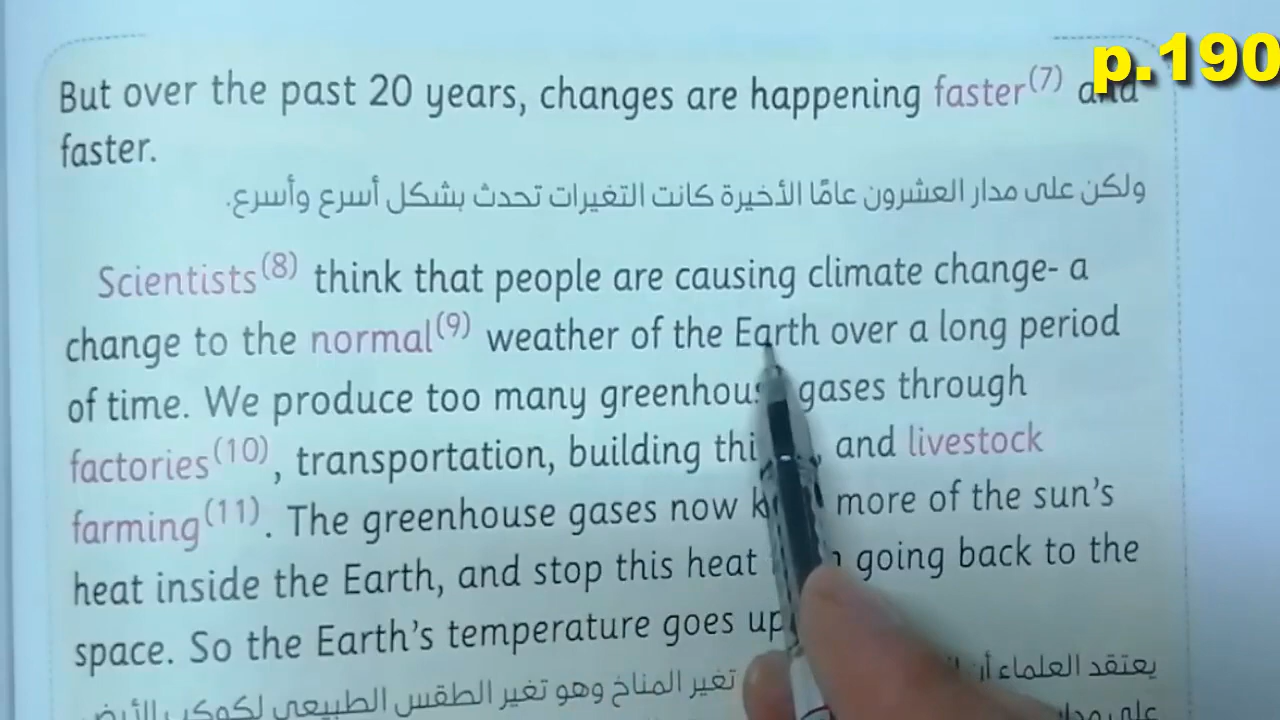 p.190
But over the past 20 years, changes are happening faster(7) and
faster.
ولكن على مدار العشرون عامًا الأخيرة كانت التغيرات تحدث بشكل أسرع وأسرع.
Scientists(8) think that people are causing climate change- a
change to the normal(9) weather of the Earth over a long period
of time. We produce too many greenhouse gases through
factories(10), transportation, building , and livestock
farming(11). The greenhouse gases now more of the sun's
heat inside the Earth, and stop this heat going back to the
space. So the Earth's temperature goes up
يعتقد العلماء تغير المناخ وهو تغير الطقس الطبيعي لكوكب الأرض
على مدار